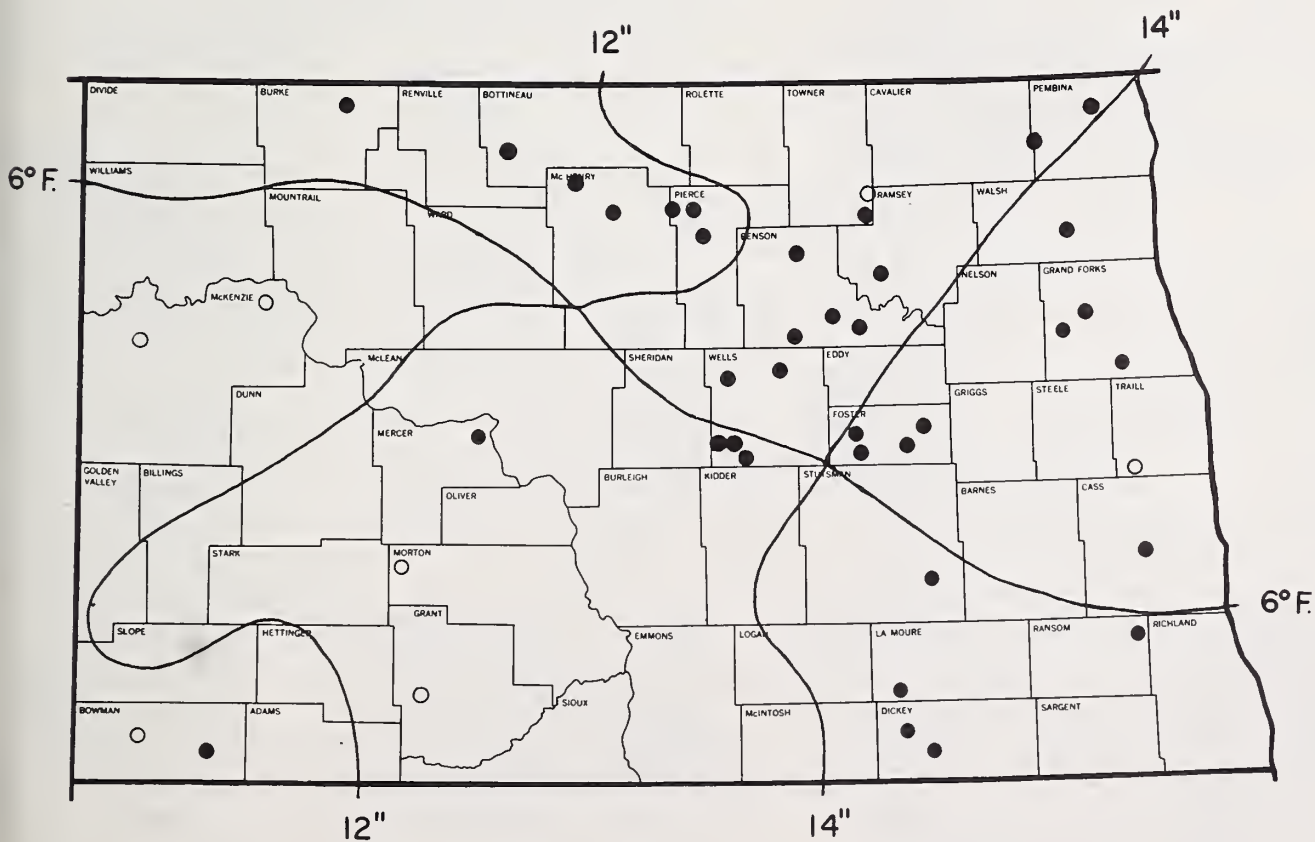 12"
14"
DIVIDE
BURKE
RENVILLE
BOTTINEAU
ROLETTE
TOWNER
CAVALIER
PEMBINA
6° F.
WILLIAMS
MOUNTRAIL
WARD
McHENRY
PIERCE
RAMSEY
WALSH
BENSON
NELSON
GRAND FORKS
McKENZIE
McLEAN
SHERIDAN
WELLS
EDDY
DUNN
GRIGGS
STEELE
TRAILL
FOSTER
MERCER
GOLDEN
VALLEY
BILLINGS
BURLEIGH
KIDDER
STUTSMAN
BARNES
CASS
OLIVER
STARK
MORTON
GRANT
6° F.
SLOPE
HETTINGER
EMMONS
LOGAN
LA MOURE
RANSOM
RICHLAND
SIOUX
BOWMAN
ADAMS
McINTOSH
DICKEY
SARGENT
12"
14"